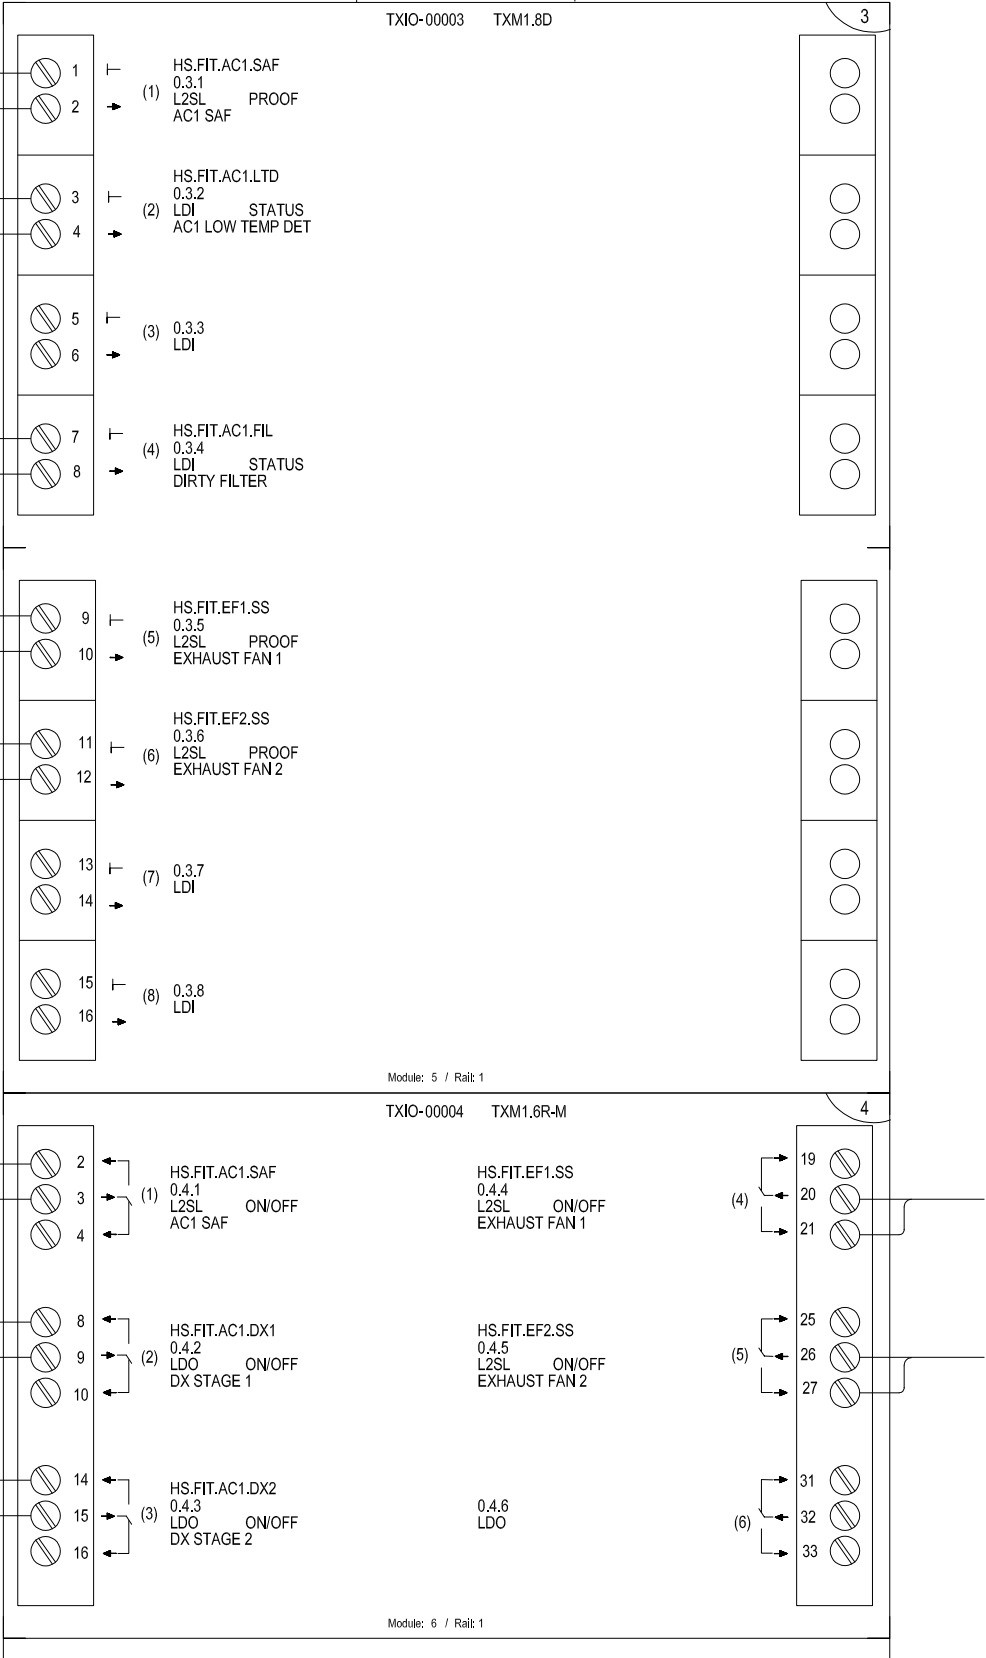 TXIO-00003 TXM1.8D 3
1
HS.FIT.AC1.SAF
(1) 0.3.1
L2SL PROOF
2
AC1 SAF
HS.FIT.AC1.LTD
3
0.3.2
(2) LDI STATUS
4
AC1 LOW TEMP DET
5
(3) 0.3.3
LDI
6
HS.FIT.AC1.FIL
7
(4) 0.3.4
LDI STATUS
8
DIRTY FILTER
HS.FIT.EF1.SS
9
0.3.5
(5) L2SL PROOF
10
EXHAUST FAN 1
HS.FIT.EF2.SS
11
0.3.6
(6) L2SL PROOF
12
EXHAUST FAN 2
13
(7) 0.3.7
LDI
14
15
(8) 0.3.8
LDI
16
Module: 5 / Rail: 1
TXIO-00004 TXM1.6R-M 4
2 19
HS.FIT.AC1.SAF HS.FIT.EF1.SS
3 (1) 0.4.1 0.4.4 (4) 20
L2SL ON/OFF L2SL ON/OFF
AC1 SAF EXHAUST FAN 1
4 21
8 25
HS.FIT.AC1.DX1 HS.FIT.EF2.SS
9 (2) 0.4.2 0.4.5 (5) 26
LDO ON/OFF L2SL ON/OFF
DX STAGE 1 EXHAUST FAN 2
10 27
14 31
HS.FIT.AC1.DX2
15 (3) 0.4.3 0.4.6 (6) 32
LDO ON/OFF LDO
DX STAGE 2
16 33
Module: 6 / Rail: 1